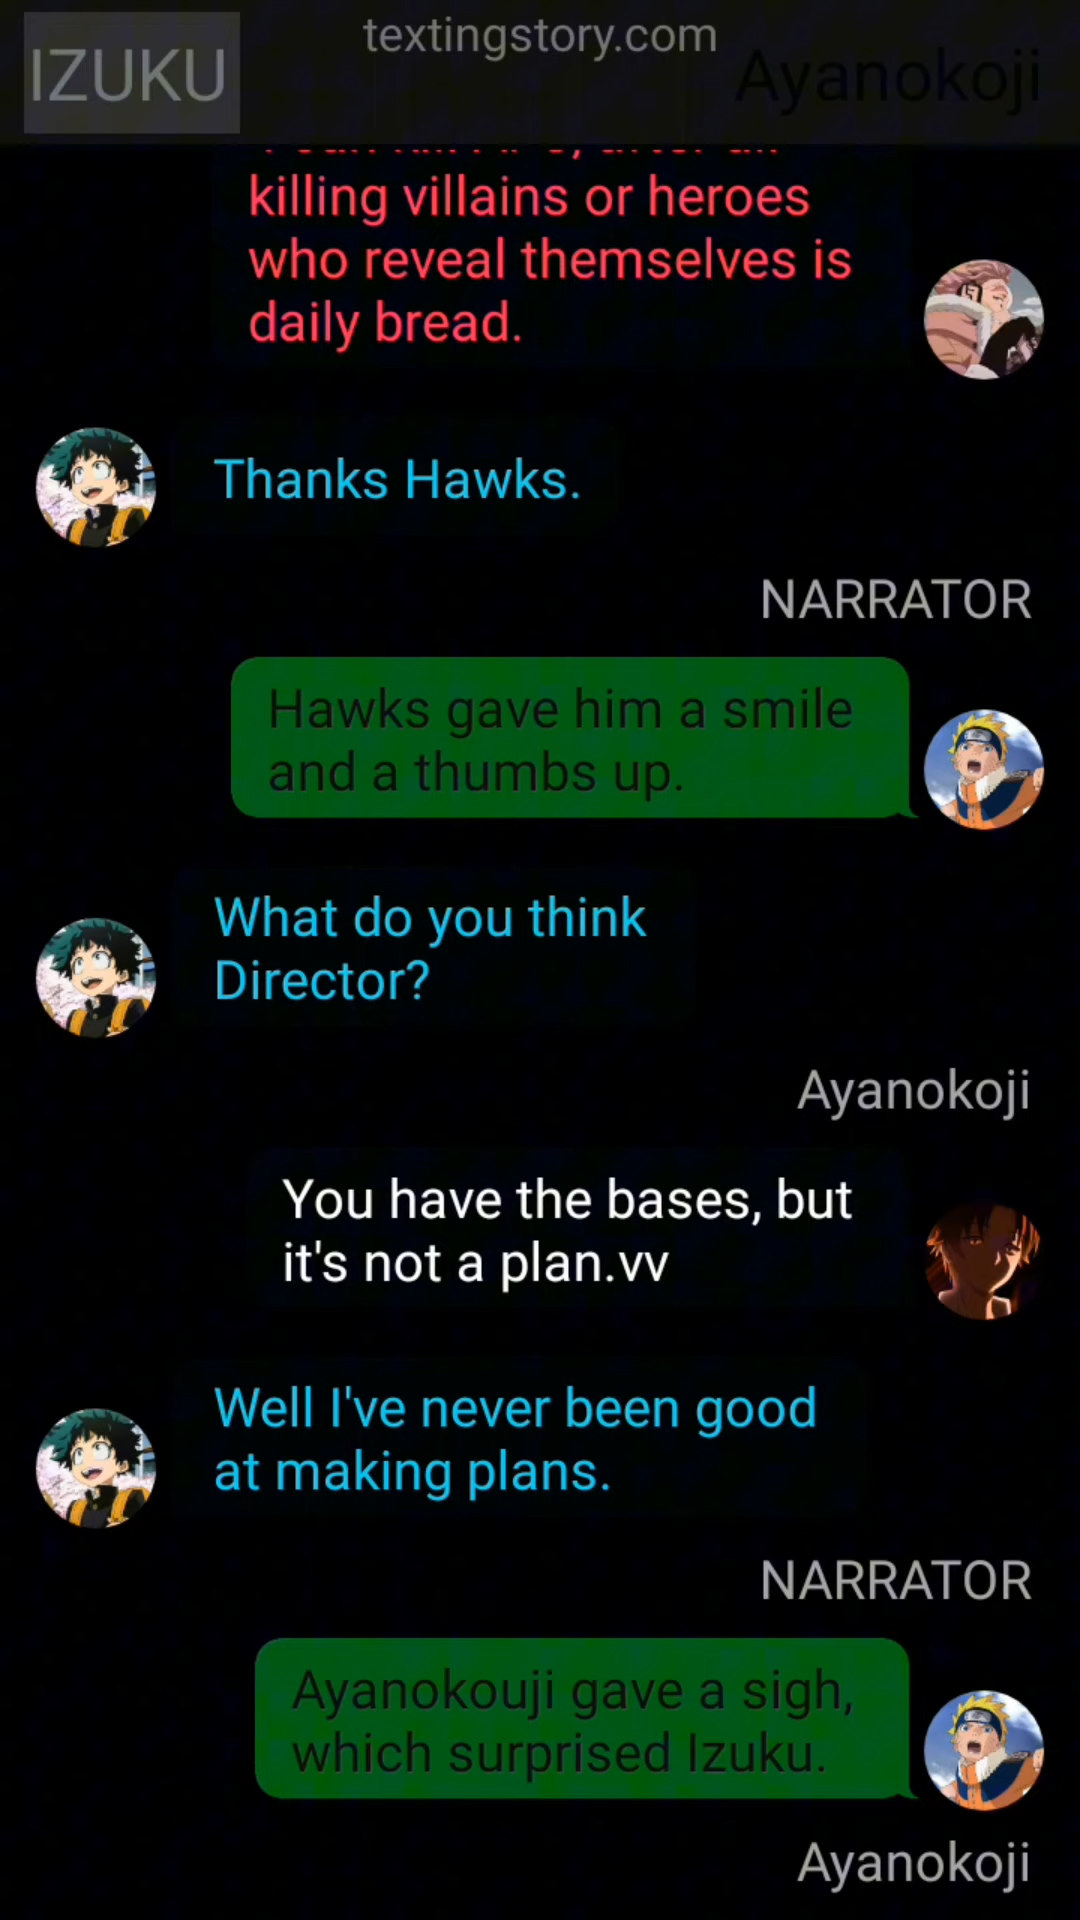 textingstory.com
IZUKU
Ayanokoji
killing villains or heroes
who reveal themselves is
daily bread.
Thanks Hawks.
NARRATOR
Hawks gave him a smile
and a thumbs up.
What do you think
Director?
Ayanokoji
You have the bases, but
it's not a plan.vv
Well I've never been good
at making plans.
NARRATOR
Ayanokouji gave a sigh,
which surprised Izuku.
Ayanokoji